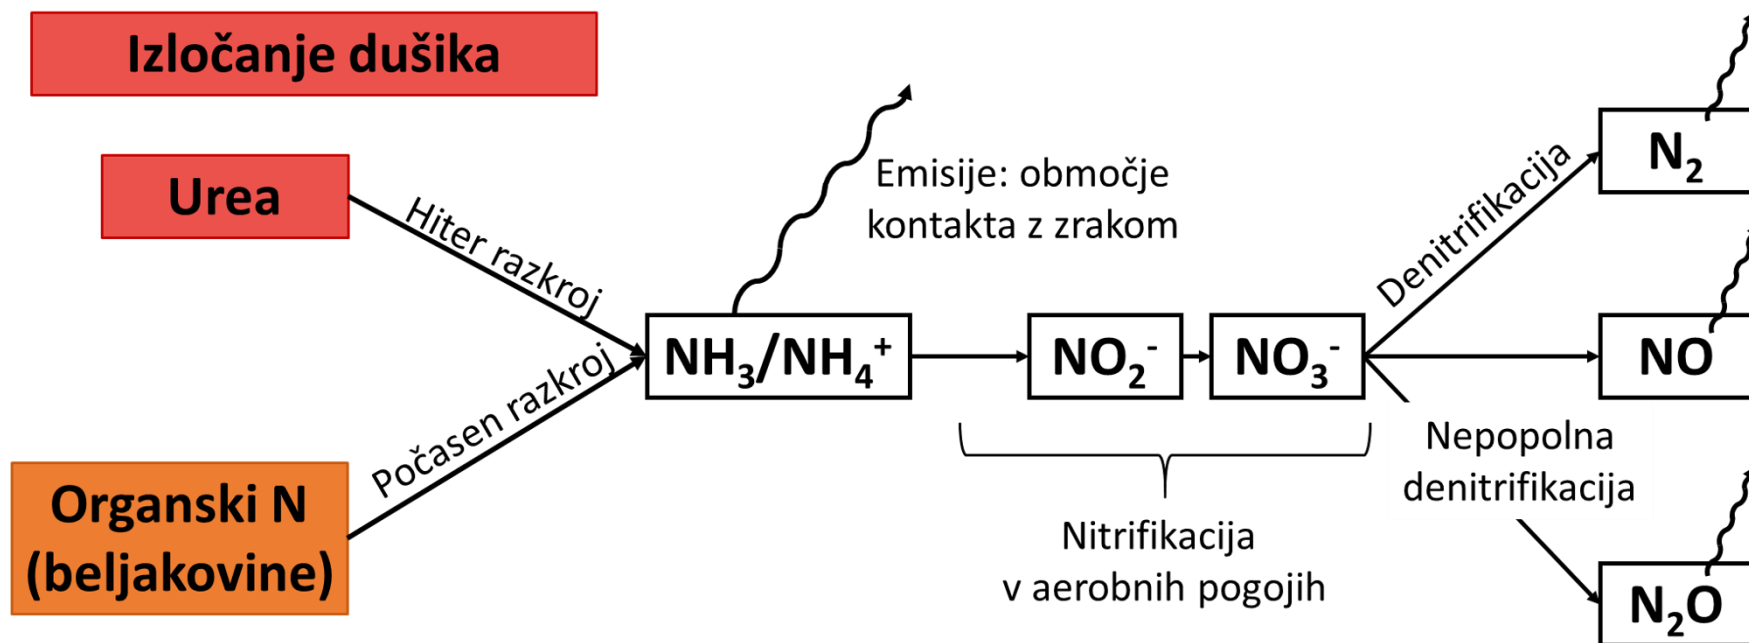 Izločanje dušika
Urea
Hiter razkroj
Počasen razkroj
Organski N
(beljakovine)
NH₃/NH₄⁺
Emisije: območje
kontakta z zrakom
NO₂⁻
NO₃⁻
Nitrifikacija
v aerobnih pogojih
Denitrifikacija
Nepopolna
denitrifikacija
N₂
NO
N₂O